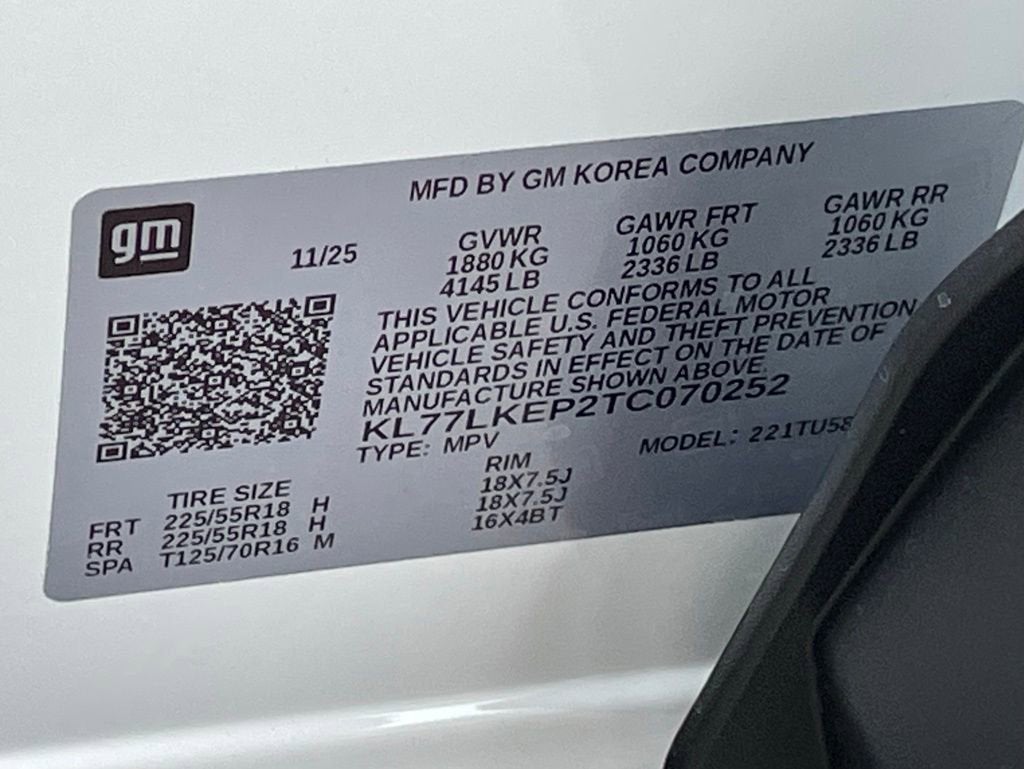 MFD BY GM KOREA COMPANY
gm
11/25
GVWR GAWR FRT GAWR RR
1880 KG 1060 KG 1060 KG
4145 LB 2336 LB 2336 LB
THIS VEHICLE CONFORMS TO ALL
APPLICABLE U.S. FEDERAL MOTOR
VEHICLE SAFETY AND THEFT PREVENTION
STANDARDS IN EFFECT ON THE DATE OF
MANUFACTURE SHOWN ABOVE.
KL77LKEP2TC070252
TYPE: MPV MODEL: 221TU58
TIRE SIZE RIM
FRT 225/55R18 H 18X7.5J
RR 225/55R18 H 18X7.5J
SPA T125/70R16 M 16X4BT